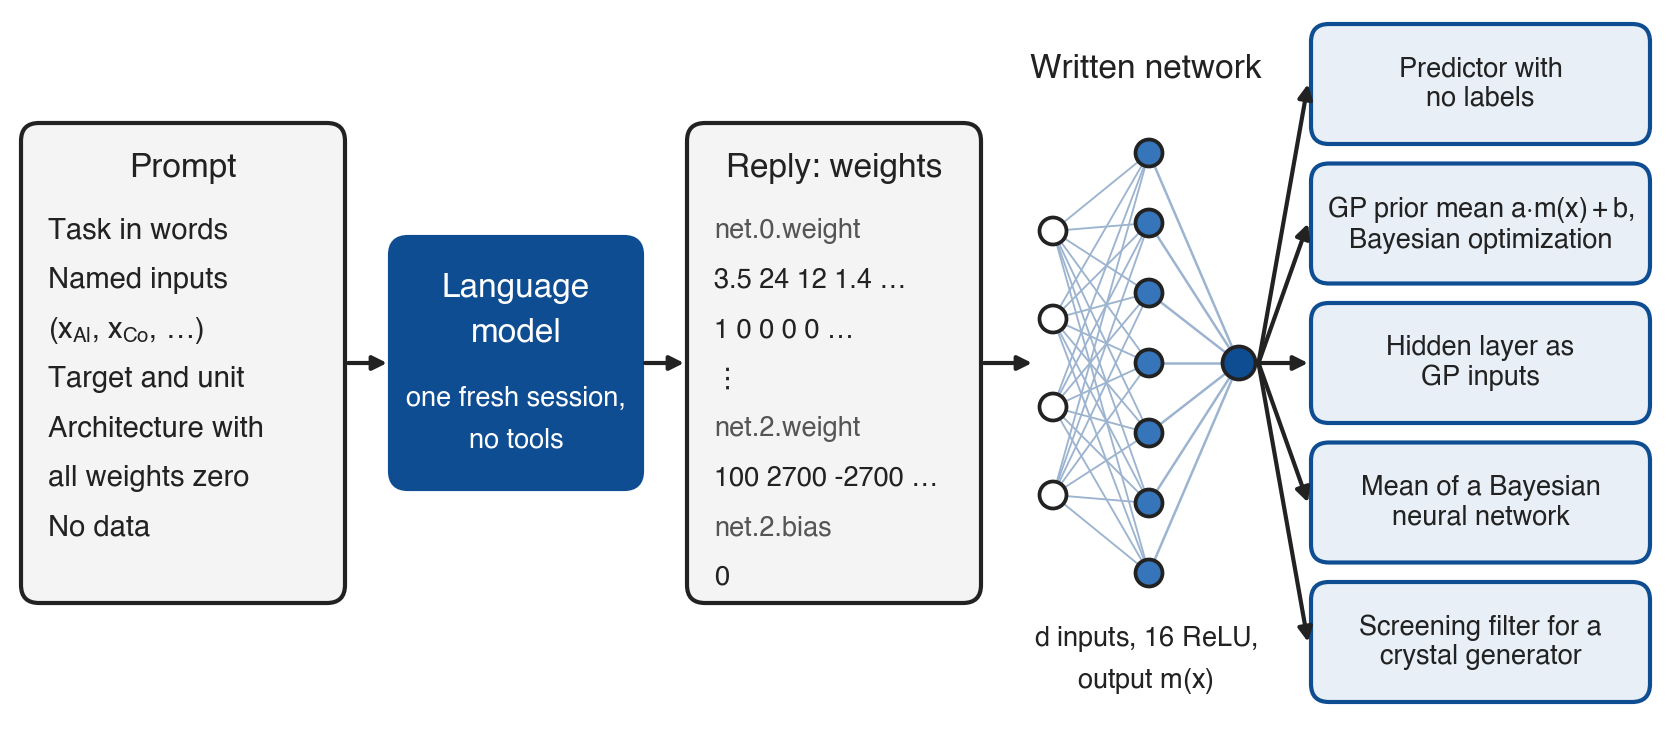 Prompt
Task in words
Named inputs
(xAl, xCo, …)
Target and unit
Architecture with
all weights zero
No data
Language
model
one fresh session,
no tools
Reply: weights
net.0.weight
3.5 24 12 1.4 …
1 0 0 0 0 …
⋮
net.2.weight
100 2700 -2700 …
net.2.bias
0
Written network
d inputs, 16 ReLU,
output m(x)
Predictor with
no labels
GP prior mean a·m(x) + b,
Bayesian optimization
Hidden layer as
GP inputs
Mean of a Bayesian
neural network
Screening filter for a
crystal generator